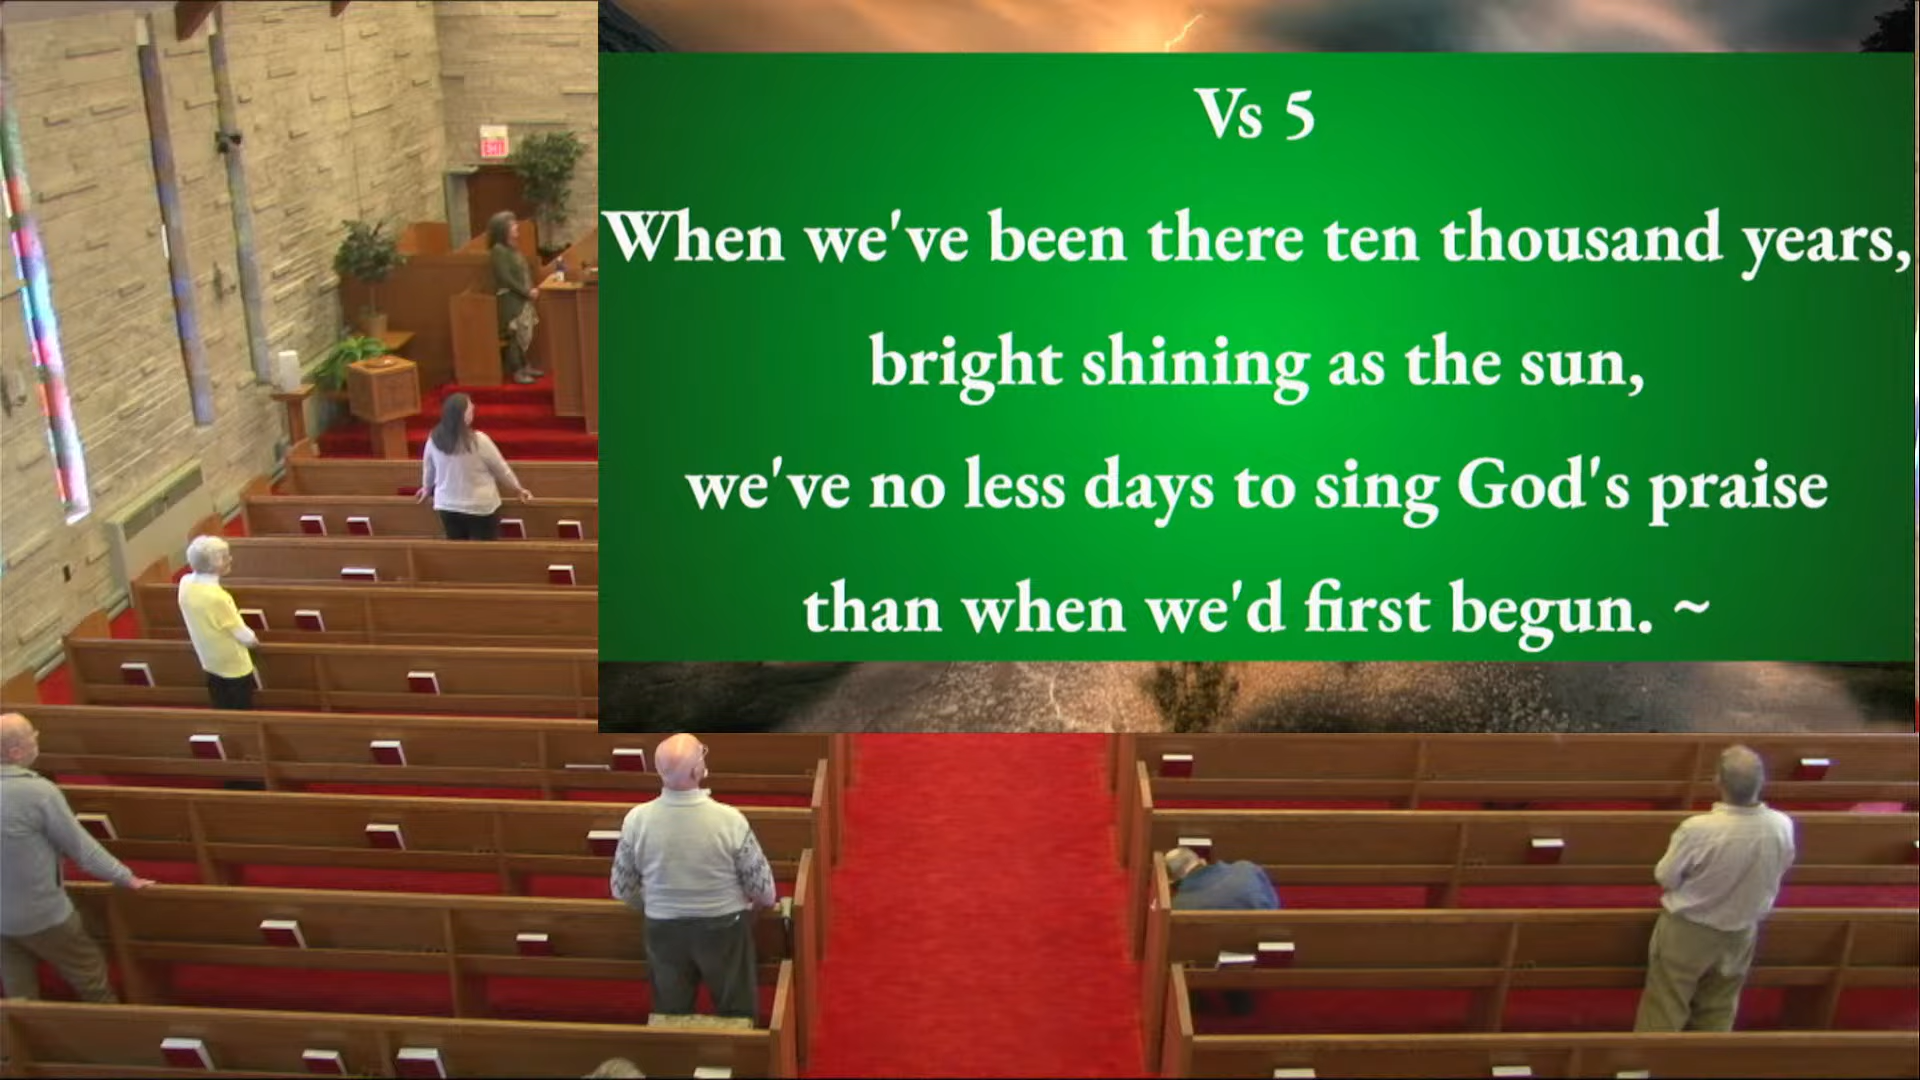 EXIT
Vs 5
When we've been there ten thousand years,
bright shining as the sun,
we've no less days to sing God's praise
than when we'd first begun. ~